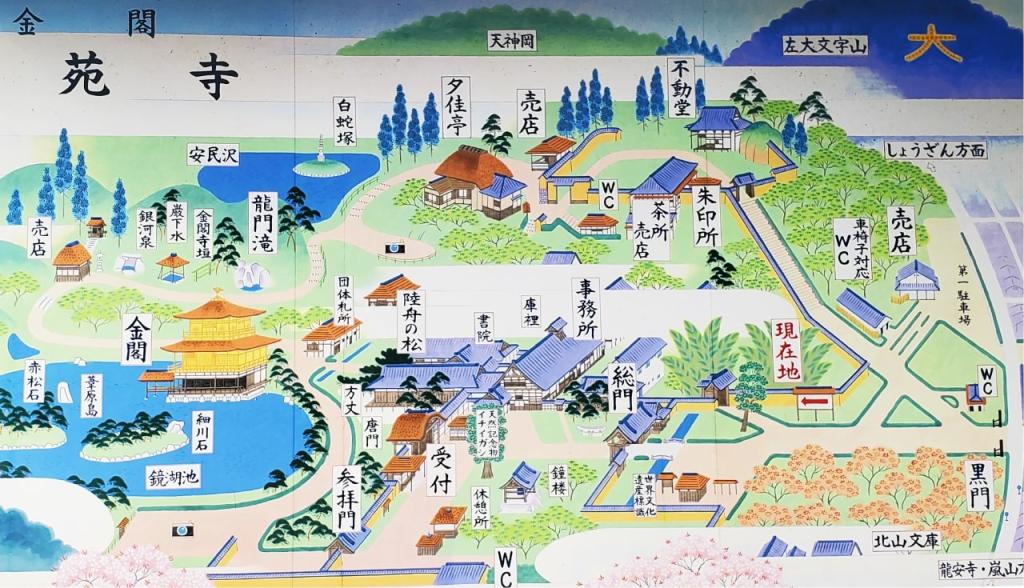 金閣
苑寺
天神岡
左大文字山
大
白蛇塚
夕佳亭
売店
不動堂
安民沢
しょうざん方面
WC
茶所
売店
朱印所
車椅子対応
WC
売店
第一駐車場
売店
銀河泉
巌下水
金閣寺垣
龍門滝
団体札所
陸舟の松
書院
庫裡
事務所
総門
現在地
WC
金閣
赤松石
葦原島
細川石
鏡湖池
方丈
唐門
天然記念物
イチイガシ
受付
参拝門
休憩所
鐘楼
世界文化
遺産標識
黒門
北山文庫
WC
龍安寺・嵐山方